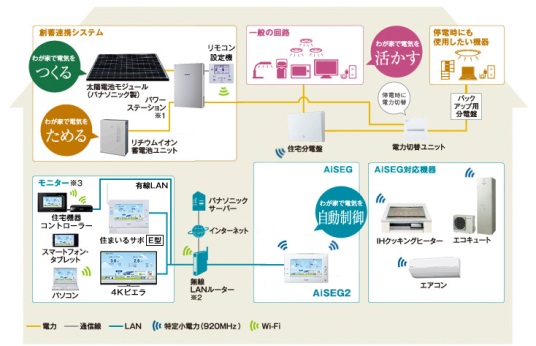 創蓄連携システム
わが家で電気を
つくる
太陽電池モジュール
(パナソニック製)
リモコン
設定機
パワー
ステーション
※1
わが家で電気を
ためる
リチウムイオン
蓄電池ユニット
一般の回路
わが家で電気を
活かす
停電時にも
使用したい機器
停電時に
電力切替
バック
アップ用
分電盤
住宅分電盤
電力切替ユニット
モニター※3
有線LAN
住宅機器
コントローラー
住まいるサポ
E型
スマートフォン・
タブレット
パソコン
4Kビエラ
パナソニック
サーバー
インターネット
無線
LANルーター
※2
AiSEG
わが家で電気を
自動制御
AiSEG2
AiSEG対応機器
IHクッキングヒーター
エコキュート
エアコン
電力
通信線
LAN
特定小電力(920MHz)
Wi-Fi